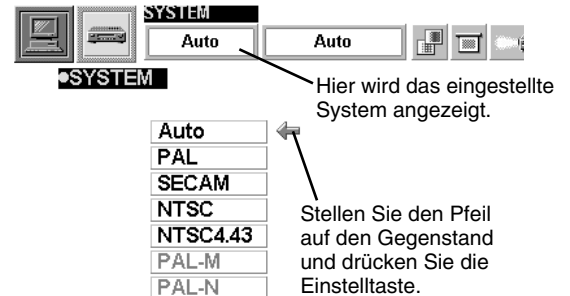 SYSTEM
Auto Auto
●SYSTEM
Hier wird das eingestellte
System angezeigt.
Auto
PAL
SECAM
NTSC
NTSC4.43
PAL-M
PAL-N
Stellen Sie den Pfeil
auf den Gegenstand
und drücken Sie die
Einstelltaste.